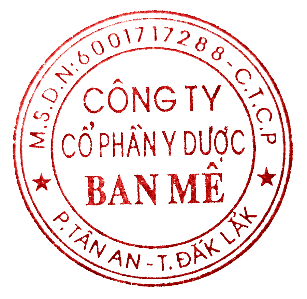 M.S.D.N:6001717288-C.T.C.P
CÔNG TY
CỔ PHẦN Y DƯỢC
BAN MÊ
P.TÂN AN - T.ĐẮK LẮK